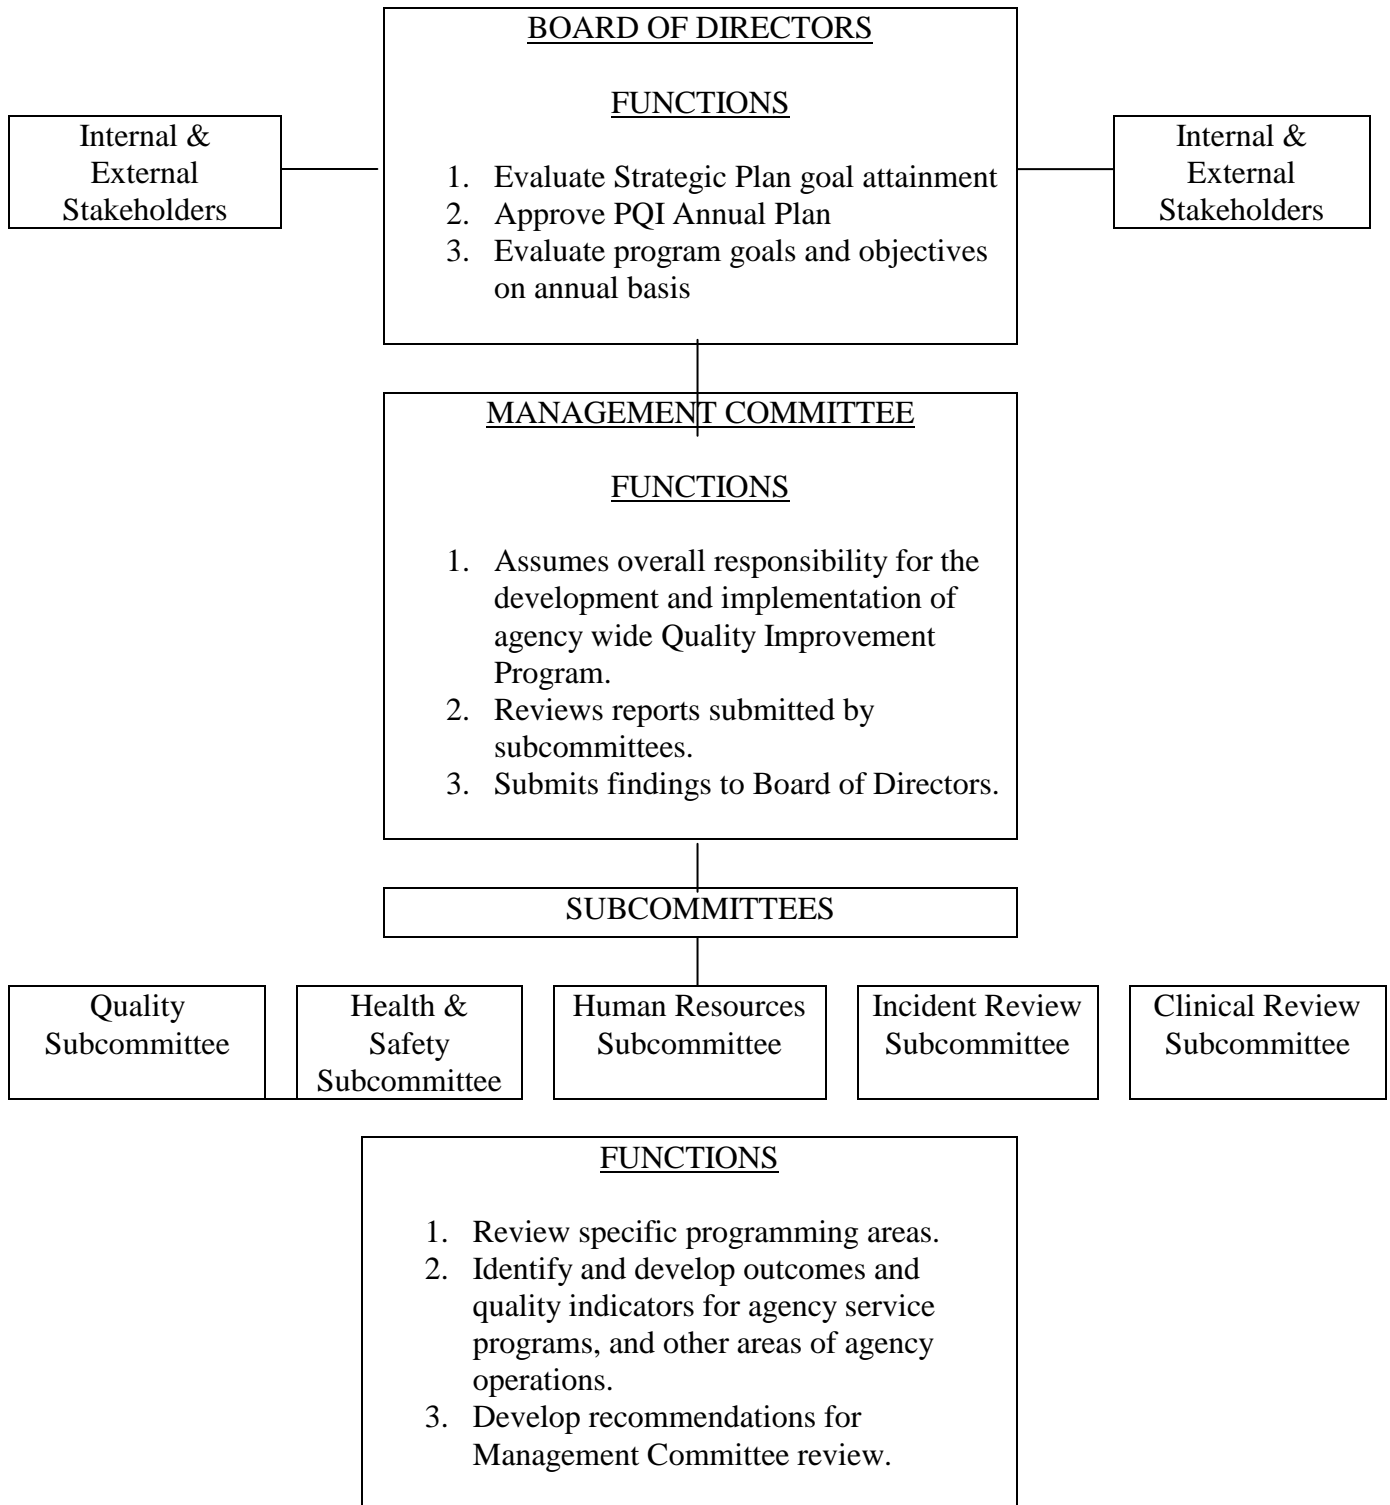 BOARD OF DIRECTORS
FUNCTIONS
1. Evaluate Strategic Plan goal attainment
2. Approve PQI Annual Plan
3. Evaluate program goals and objectives
on annual basis
Internal &
External
Stakeholders
Internal &
External
Stakeholders
MANAGEMENT COMMITTEE
FUNCTIONS
1. Assumes overall responsibility for the
development and implementation of
agency wide Quality Improvement
Program.
2. Reviews reports submitted by
subcommittees.
3. Submits findings to Board of Directors.
SUBCOMMITTEES
Quality
Subcommittee
Health &
Safety
Subcommittee
Human Resources
Subcommittee
Incident Review
Subcommittee
Clinical Review
Subcommittee
FUNCTIONS
1. Review specific programming areas.
2. Identify and develop outcomes and
quality indicators for agency service
programs, and other areas of agency
operations.
3. Develop recommendations for
Management Committee review.